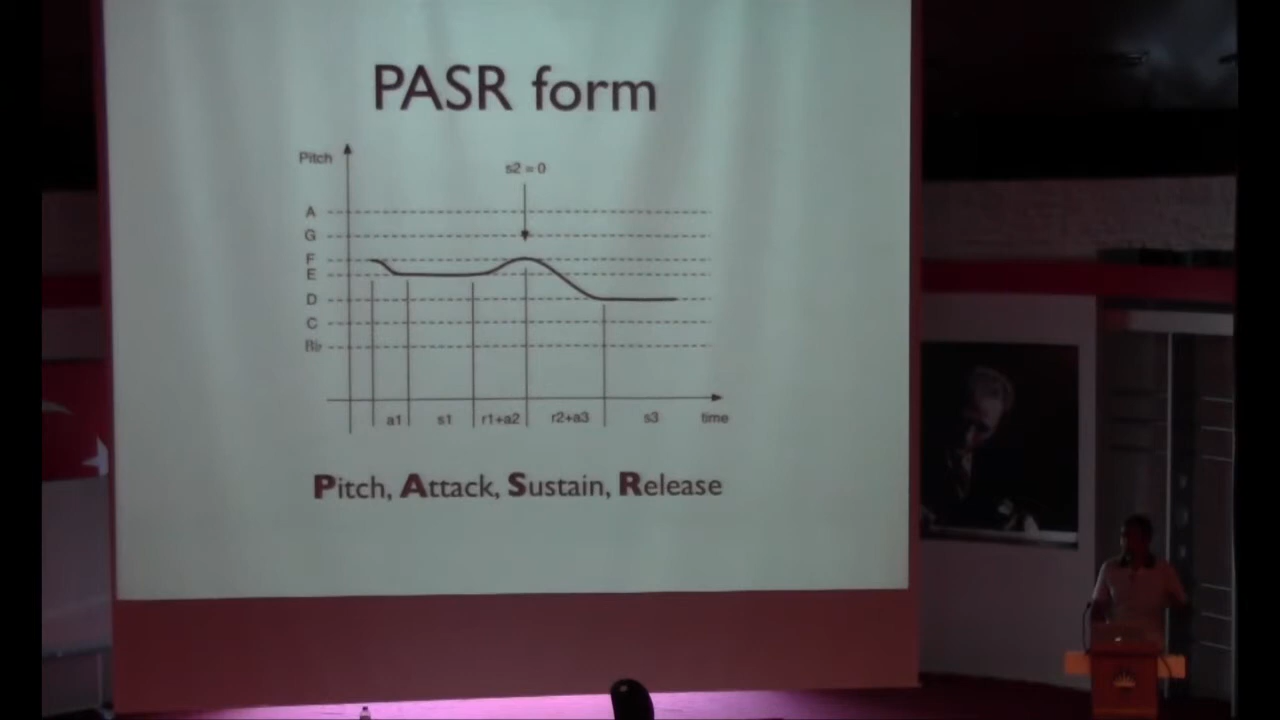 PASR form
Pitch
s2 = 0
A
G
F
E
D
C
a1 s1 r1+a2 r2+a3 s3 time
Pitch, Attack, Sustain, Release